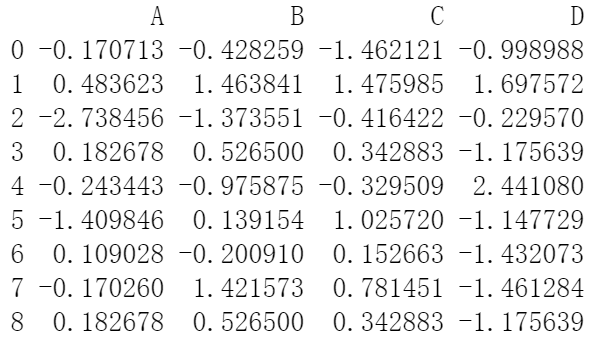 A B C D
0 -0.170713 -0.428259 -1.462121 -0.998988
1 0.483623 1.463841 1.475985 1.697572
2 -2.738456 -1.373551 -0.416422 -0.229570
3 0.182678 0.526500 0.342883 -1.175639
4 -0.243443 -0.975875 -0.329509 2.441080
5 -1.409846 0.139154 1.025720 -1.147729
6 0.109028 -0.200910 0.152663 -1.432073
7 -0.170260 1.421573 0.781451 -1.461284
8 0.182678 0.526500 0.342883 -1.175639